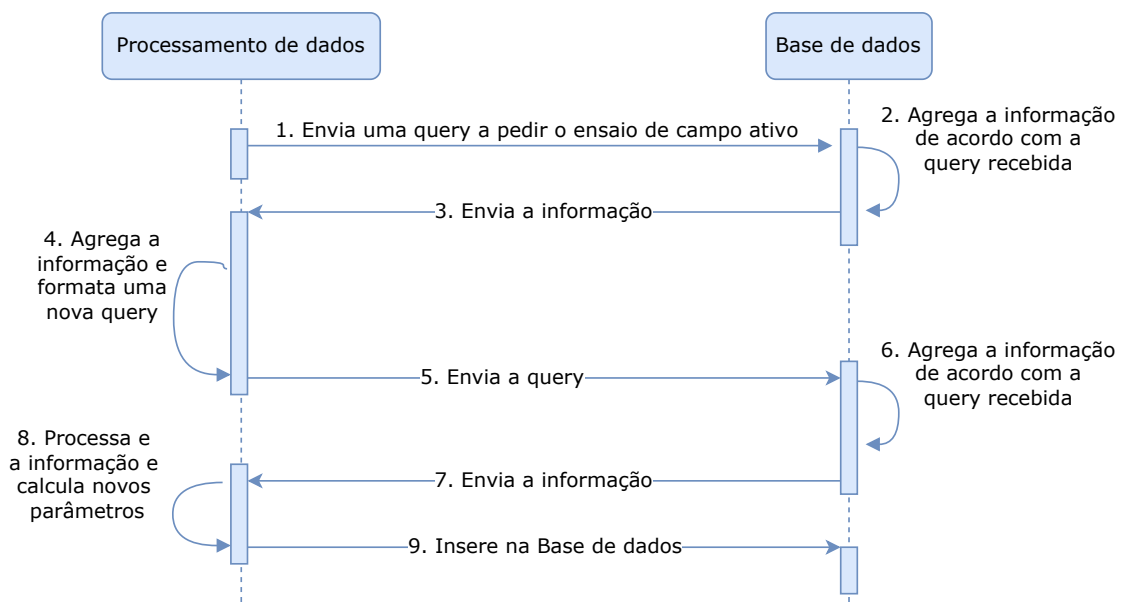 Processamento de dados
Base de dados
1. Envia uma query a pedir o ensaio de campo ativo
2. Agrega a informação
de acordo com a
query recebida
3. Envia a informação
4. Agrega a
informação e
formata uma
nova query
5. Envia a query
6. Agrega a informação
de acordo com a
query recebida
7. Envia a informação
8. Processa e
a informação e
calcula novos
parâmetros
9. Insere na Base de dados